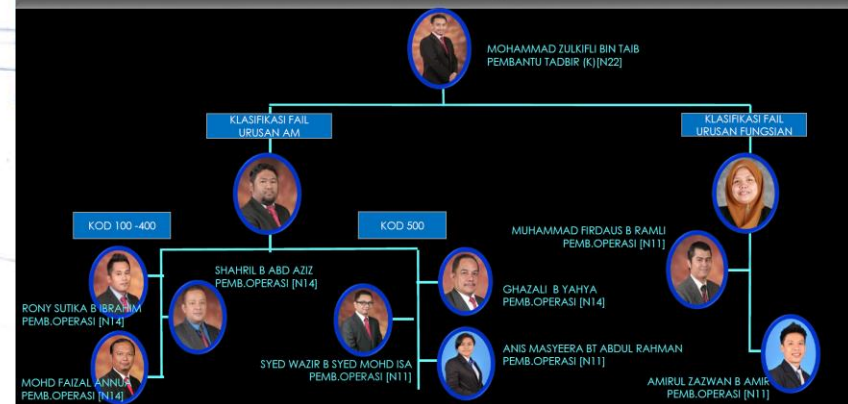 MOHAMMAD ZULKIFLI BIN TAIB
PEMBANTU TADBIR (K)[N22]
KLASIFIKASI FAIL
URUSAN AM
KLASIFIKASI FAIL
URUSAN FUNGSIAN
KOD 100 -400
KOD 500
RONY SUTIKA B IBRAHIM
PEMB.OPERASI [N14]
SHAHRIL B ABD AZIZ
PEMB.OPERASI [N14]
MOHD FAIZAL ANNUA
PEMB.OPERASI [N14]
GHAZALI B YAHYA
PEMB.OPERASI [N14]
SYED WAZIR B SYED MOHD ISA
PEMB.OPERASI [N11]
ANIS MASYEERA BT ABDUL RAHMAN
PEMB.OPERASI [N11]
MUHAMMAD FIRDAUS B RAMLI
PEMB.OPERASI [N11]
AMIRUL ZAZWAN B AMIR
PEMB.OPERASI [N11]